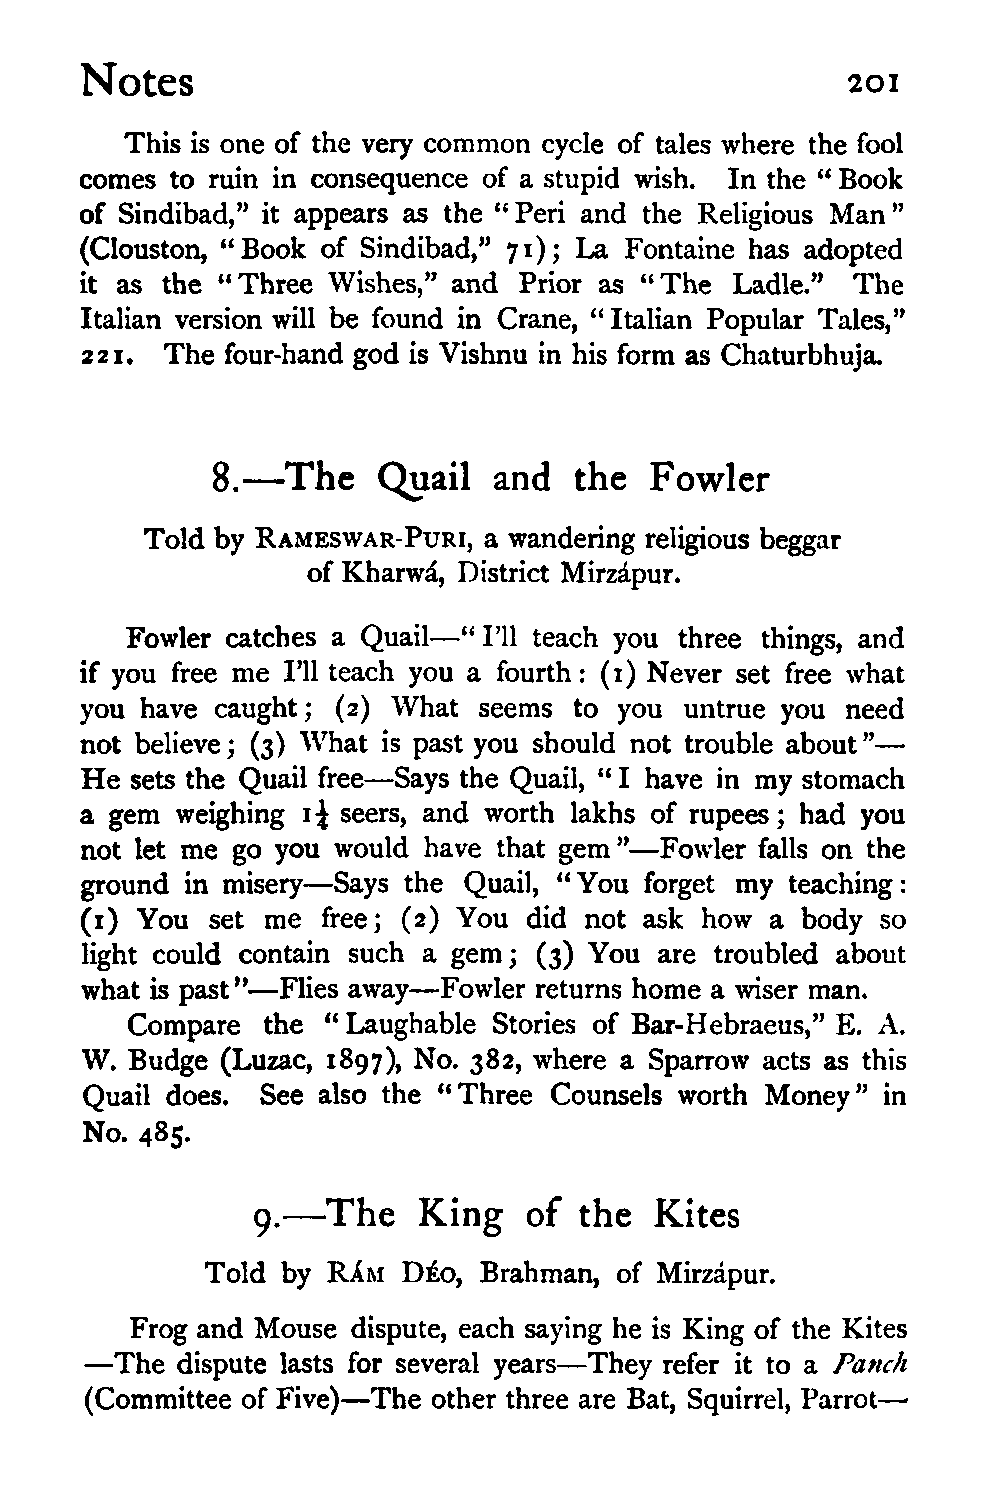 Notes 201
This is one of the very common cycle of tales where the fool
comes to ruin in consequence of a stupid wish. In the “Book
of Sindibad,” it appears as the “Peri and the Religious Man”
(Clouston, “Book of Sindibad,” 71); La Fontaine has adopted
it as the “Three Wishes,” and Prior as “The Ladle.” The
Italian version will be found in Crane, “Italian Popular Tales,”
221. The four-hand god is Vishnu in his form as Chaturbhuja.
8.—The Quail and the Fowler
Told by RAMESWAR-PURI, a wandering religious beggar
of Kharwá, District Mirzápur.
Fowler catches a Quail—“I’ll teach you three things, and
if you free me I’ll teach you a fourth: (1) Never set free what
you have caught; (2) What seems to you untrue you need
not believe; (3) What is past you should not trouble about”—
He sets the Quail free—Says the Quail, “I have in my stomach
a gem weighing 1¼ seers, and worth lakhs of rupees; had you
not let me go you would have that gem”—Fowler falls on the
ground in misery—Says the Quail, “You forget my teaching:
(1) You set me free; (2) You did not ask how a body so
light could contain such a gem; (3) You are troubled about
what is past”—Flies away—Fowler returns home a wiser man.
Compare the “Laughable Stories of Bar-Hebraeus,” E. A.
W. Budge (Luzac, 1897), No. 382, where a Sparrow acts as this
Quail does. See also the “Three Counsels worth Money” in
No. 485.
9.—The King of the Kites
Told by RÁM DÉO, Brahman, of Mirzápur.
Frog and Mouse dispute, each saying he is King of the Kites
—The dispute lasts for several years—They refer it to a Panch
(Committee of Five)—The other three are Bat, Squirrel, Parrot—